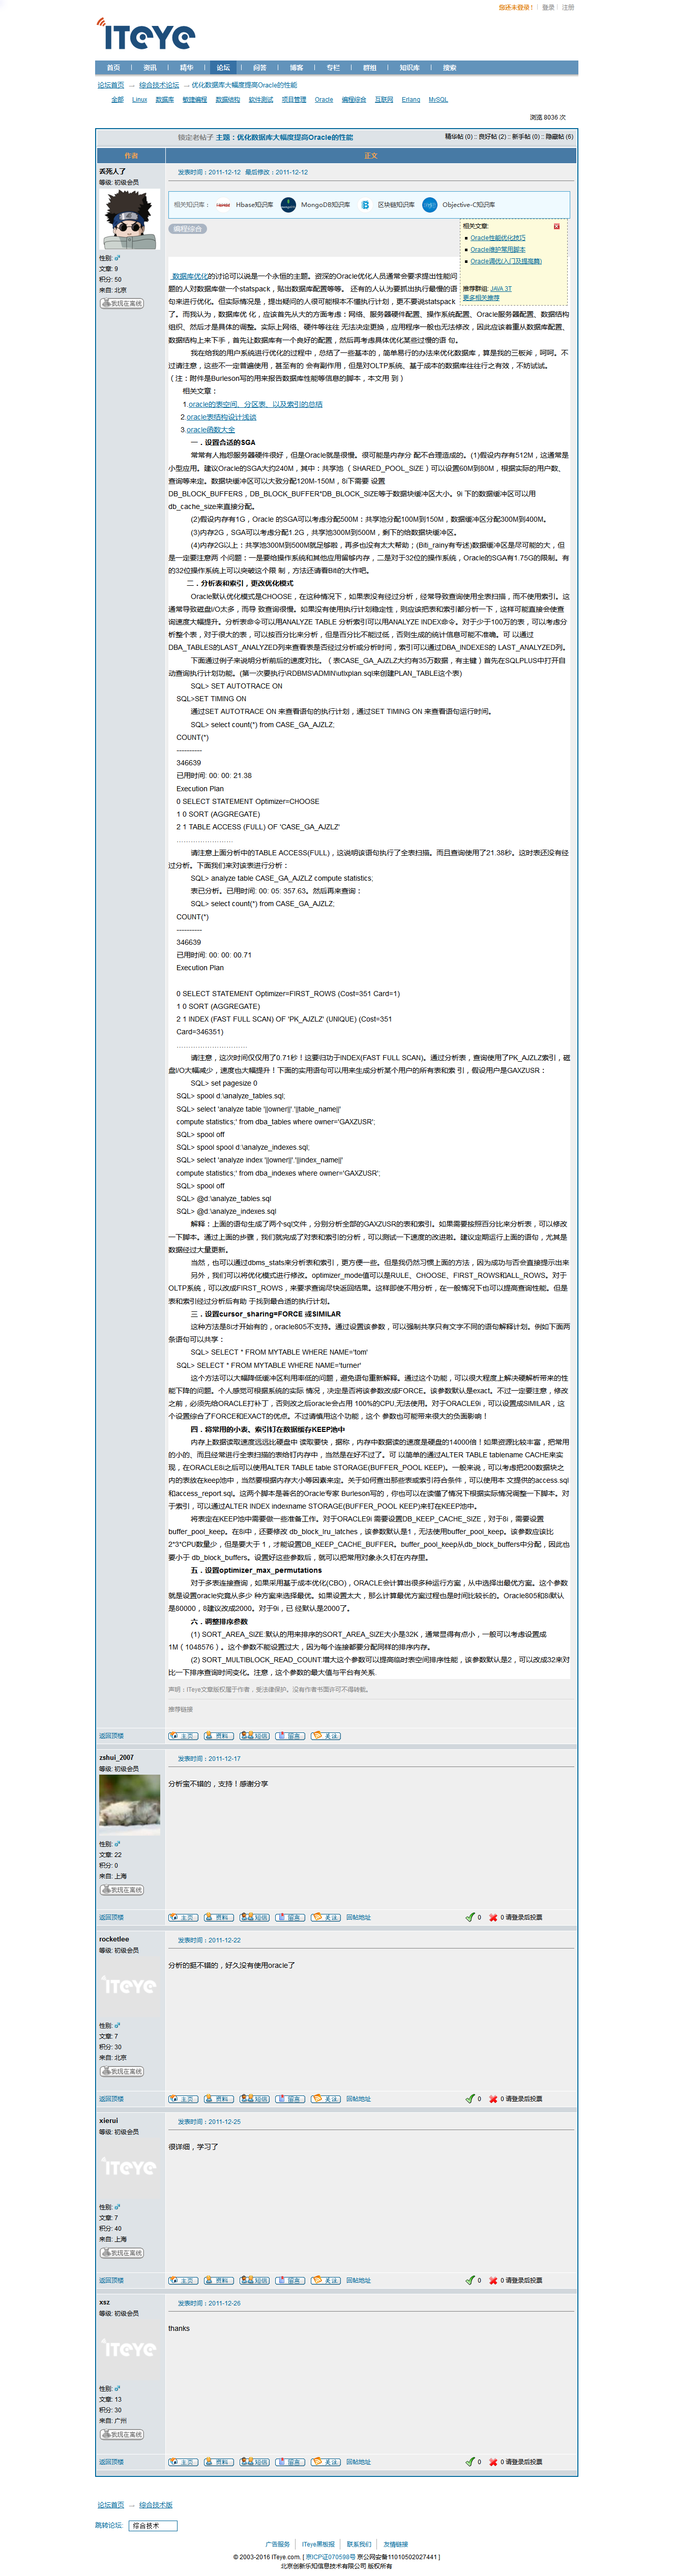 您还未登录 ! | 登录 | 注册
ITeye
首页 | 资讯 | 精华 | 论坛 | 问答 | 博客 | 专栏 | 群组 | 知识库 | 搜索
论坛首页 → 综合技术论坛 → 优化数据库大幅度提高Oracle的性能
全部 Linux 数据库 敏捷编程 数据结构 软件测试 项目管理 Oracle 编程综合 互联网 Erlang MySQL
浏览 8036 次
锁定老帖子 主题：优化数据库大幅度提高Oracle的性能
精华帖 (0) :: 良好帖 (2) :: 新手帖 (0) :: 隐藏帖 (6)
作者 正文
丢死人了
等级: 初级会员
性别:
文章: 9
积分: 50
来自: 北京
我现在离线
发表时间：2011-12-12 最后修改：2011-12-12
相关知识库： Hbase知识库 MongoDB知识库 区块链知识库 Objective-C知识库
编程综合
相关文章:
Oracle性能优化技巧
Oracle维护常用脚本
Oracle调优(入门及提高篇)
推荐群组: JAVA 3T
更多相关推荐
数据库优化的讨论可以说是一个永恒的主题。资深的Oracle优化人员通常会要求提出性能问
题的人对数据库做一个statspack，贴出数据库配置等等。 还有的人认为要抓出执行最慢的语
句来进行优化。但实际情况是，提出疑问的人很可能根本不懂执行计划，更不要说statspack
了。而我认为，数据库优 化，应该首先从大的方面考虑：网络、服务器硬件配置、操作系统配置、Oracle服务器配置、数据结构
组织、然后才是具体的调整。实际上网络、硬件等往往 无法决定更换，应用程序一般也无法修改，因此应该着重从数据库配置、
数据结构上来下手，首先让数据库有一个良好的配置，然后再考虑具体优化某些过慢的语 句。
我在给我的用户系统进行优化的过程中，总结了一些基本的，简单易行的办法来优化数据库，算是我的三板斧，呵呵。不
过请注意，这些不一定普遍使用，甚至有的 会有副作用，但是对OLTP系统、基于成本的数据库往往行之有效，不妨试试。
（注：附件是Burleson写的用来报告数据库性能等信息的脚本，本文用 到）
相关文章：
1.oracle的表空间、分区表、以及索引的总结
2.oracle表结构设计浅运
3.oracle函数大全
一．设置合适的SGA
常常有人抱怨服务器硬件很好，但是Oracle就是很慢。很可能是内存分 配不合理造成的。(1)假设内存有512M，这通常是
小型应用。建议Oracle的SGA大约240M，其中：共享池 （SHARED_POOL_SIZE）可以设置60M到80M，根据实际的用户数、
查询等来定。数据块缓冲区可以大致分配120M-150M，8i下需要 设置
DB_BLOCK_BUFFERS，DB_BLOCK_BUFFER*DB_BLOCK_SIZE等于数据块缓冲区大小。9i 下的数据缓冲区可以用
db_cache_size来直接分配。
(2)假设内存有1G，Oracle 的SGA可以考虑分配500M：共享池分配100M到150M，数据缓冲区分配300M到400M。
(3)内存2G，SGA可以考虑分配1.2G，共享池300M到500M，剩下的给数据块缓冲区。
(4)内存2G以上：共享池300M到500M就足够啦，再多也没有太大帮助；(Biti_rainy有专述)数据缓冲区是尽可能的大，但
是一定要注意两 个问题：一是要给操作系统和其他应用留够内存，二是对于32位的操作系统，Oracle的SGA有1.75G的限制。有
的32位操作系统上可以突破这个限 制，方法还请看Biti的大作吧。
二．分析表和索引，更改优化模式
Oracle默认优化模式是CHOOSE，在这种情况下，如果表没有经过分析，经常导致查询使用全表扫描，而不使用索引。这
通常导致磁盘I/O太多，而导 致查询很慢。如果没有使用执行计划稳定性，则应该把表和索引都分析一下，这样可能直接会使查
询速度大幅提升。分析表命令可以用ANALYZE TABLE 分析索引可以用ANALYZE INDEX命令。对于少于100万的表，可以考虑分
析整个表，对于很大的表，可以按百分比来分析，但是百分比不能过低，否则生成的统计信息可能不准确。可 以通过
DBA_TABLES的LAST_ANALYZED列来查看表是否经过分析或分析时间，索引可以通过DBA_INDEXES的 LAST_ANALYZED列。
下面通过例子来说明分析前后的速度对比。（表CASE_GA_AJZLZ大约有35万数据，有主键）首先在SQLPLUS中打开自
动查询执行计划功能。(第一次要执行\RDBMS\ADMIN\utlxplan.sql来创建PLAN_TABLE这个表)
SQL> SET AUTOTRACE ON
SQL>SET TIMING ON
通过SET AUTOTRACE ON 来查看语句的执行计划，通过SET TIMING ON 来查看语句运行时间。
SQL> select count(*) from CASE_GA_AJZLZ;
COUNT(*)
----------
346639
已用时间: 00: 00: 21.38
Execution Plan
0 SELECT STATEMENT Optimizer=CHOOSE
1 0 SORT (AGGREGATE)
2 1 TABLE ACCESS (FULL) OF 'CASE_GA_AJZLZ'
……………………
请注意上面分析中的TABLE ACCESS(FULL)，这说明该语句执行了全表扫描。而且查询使用了21.38秒。这时表还没有经
过分析。下面我们来对该表进行分析：
SQL> analyze table CASE_GA_AJZLZ compute statistics;
表已分析。已用时间: 00: 05: 357.63。然后再来查询：
SQL> select count(*) from CASE_GA_AJZLZ;
COUNT(*)
----------
346639
已用时间: 00: 00: 00.71
Execution Plan
0 SELECT STATEMENT Optimizer=FIRST_ROWS (Cost=351 Card=1)
1 0 SORT (AGGREGATE)
2 1 INDEX (FAST FULL SCAN) OF 'PK_AJZLZ' (UNIQUE) (Cost=351
Card=346351)
…………………………
请注意，这次时间仅仅用了0.71秒！这要归功于INDEX(FAST FULL SCAN)。通过分析表，查询使用了PK_AJZLZ索引，磁
盘I/O大幅减少，速度也大幅提升！下面的实用语句可以用来生成分析某个用户的所有表和索 引，假设用户是GAXZUSR：
SQL> set pagesize 0
SQL> spool d:\analyze_tables.sql;
SQL> select 'analyze table '||owner||'.'||table_name||'
compute statistics;' from dba_tables where owner='GAXZUSR';
SQL> spool off
SQL> spool spool d:\analyze_indexes.sql;
SQL> select 'analyze index '||owner||'.'||index_name||'
compute statistics;' from dba_indexes where owner='GAXZUSR';
SQL> spool off
SQL> @d:\analyze_tables.sql
SQL> @d:\analyze_indexes.sql
解释：上面的语句生成了两个sql文件，分别分析全部的GAXZUSR的表和索引。如果需要按照百分比来分析表，可以修改
一下脚本。通过上面的步骤，我们就完成了对表和索引的分析，可以测试一下速度的改进啦。建议定期运行上面的语句，尤其是
数据经过大量更新。
当然，也可以通过dbms_stats来分析表和索引，更方便一些。但是我仍然习惯上面的方法，因为成功与否会直接提示出来
另外，我们可以将优化模式进行修改。optimizer_mode值可以是RULE、CHOOSE、FIRST_ROWS和ALL_ROWS。对于
OLTP系统，可以改成FIRST_ROWS，来要求查询尽快返回结果。这样即使不用分析，在一般情况下也可以提高查询性能。但是
表和索引经过分析后有助 于找到最合适的执行计划。
三．设置cursor_sharing=FORCE 或SIMILAR
这种方法是8i才开始有的，oracle805不支持。通过设置该参数，可以强制共享只有文字不同的语句解释计划。例如下面两
条语句可以共享：
SQL> SELECT * FROM MYTABLE WHERE NAME='tom'
SQL> SELECT * FROM MYTABLE WHERE NAME='turner'
这个方法可以大幅降低缓冲区利用率低的问题，避免语句重新解释。通过这个功能，可以很大程度上解决硬解析带来的性
能下降的问题。个人感觉可根据系统的实际 情况，决定是否将该参数改成FORCE。该参数默认是exact。不过一定要注意，修改
之前，必须先给ORACLE打补丁，否则改之后oracle会占用 100%的CPU,无法使用。对于ORACLE9i，可以设置成SIMILAR，这
个设置综合了FORCE和EXACT的优点。不过请慎用这个功能，这个 参数也可能带来很大的负面影响！
四．将常用的小表、索引钉在数据缓存KEEP池中
内存上数据读取速度远远比硬盘中 读取要快，据称，内存中数据读的速度是硬盘的14000倍！如果资源比较丰富，把常用
的小的、而且经常进行全表扫描的表给钉内存中，当然是在好不过了。可 以简单的通过ALTER TABLE tablename CACHE来实
现，在ORACLE8i之后可以使用ALTER TABLE table STORAGE(BUFFER_POOL KEEP)。一般来说，可以考虑把200数据块之
内的表放在keep池中，当然要根据内存大小等因素来定。关于如何查出那些表或索引符合条件，可以使用本 文提供的access.sql
和access_report.sql。这两个脚本是著名的Oracle专家 Burleson写的，你也可以在读懂了情况下根据实际情况调整一下脚本。对
于索引，可以通过ALTER INDEX indexname STORAGE(BUFFER_POOL KEEP)来钉在KEEP池中。
将表定在KEEP池中需要做一些准备工作。对于ORACLE9i 需要设置DB_KEEP_CACHE_SIZE，对于8i，需要设置
buffer_pool_keep。在8i中，还要修改 db_block_lru_latches，该参数默认是1，无法使用buffer_pool_keep。该参数应该比
2*3*CPU数量少，但是要大于 1，才能设置DB_KEEP_CACHE_BUFFER。buffer_pool_keep从db_block_buffers中分配，因此也
要小于 db_block_buffers。设置好这些参数后，就可以把常用对象永久钉在内存里。
五．设置optimizer_max_permutations
对于多表连接查询，如果采用基于成本优化(CBO)，ORACLE会计算出很多种运行方案，从中选择出最优方案。这个参数
就是设置oracle究竟从多少 种方案来选择最优。如果设置太大，那么计算最优方案过程也是时间比较长的。Oracle805和8i默认
是80000，8建议改成2000。对于9i，已 经默认是2000了。
六．调整排序参数
(1) SORT_AREA_SIZE:默认的用来排序的SORT_AREA_SIZE大小是32K，通常显得有点小，一般可以考虑设置成
1M（1048576）。这个参数不能设置过大，因为每个连接都要分配同样的排序内存。
(2) SORT_MULTIBLOCK_READ_COUNT:增大这个参数可以提高临时表空间排序性能，该参数默认是2，可以改成32来对
比一下排序查询时间变化。注意，这个参数的最大值与平台有关系.
声明：ITeye文章版权属于作者，受法律保护。没有作者书面许可不得转载。
推荐链接
返回顶楼 主页 资料 短信 留言 关注
zshui_2007
等级: 初级会员
性别:
文章: 22
积分: 0
来自: 上海
我现在离线
发表时间：2011-12-17
分析蛮不错的，支持！感谢分享
返回顶楼 主页 资料 短信 留言 关注 回帖地址
0 0 请登录后投票
rocketlee
等级: 初级会员
ITeye
性别:
文章: 7
积分: 30
来自: 北京
我现在离线
发表时间：2011-12-22
分析的挺不错的，好久没有使用oracle了
返回顶楼 主页 资料 短信 留言 关注 回帖地址
0 0 请登录后投票
xierui
等级: 初级会员
ITeye
性别:
文章: 7
积分: 40
来自: 上海
我现在离线
发表时间：2011-12-25
很详细，学习了
返回顶楼 主页 资料 短信 留言 关注 回帖地址
0 0 请登录后投票
xsz
等级: 初级会员
ITeye
性别:
文章: 13
积分: 30
来自: 广州
我现在离线
发表时间：2011-12-26
thanks
返回顶楼 主页 资料 短信 留言 关注 回帖地址
0 0 请登录后投票
论坛首页 → 综合技术版
跳转论坛: 综合技术
广告服务 | ITeye黑板报 | 联系我们 | 友情链接
© 2003-2016 ITeye.com. [ 京ICP证070598号 京公网安备11010502027441 ]
北京创新乐知信息技术有限公司 版权所有